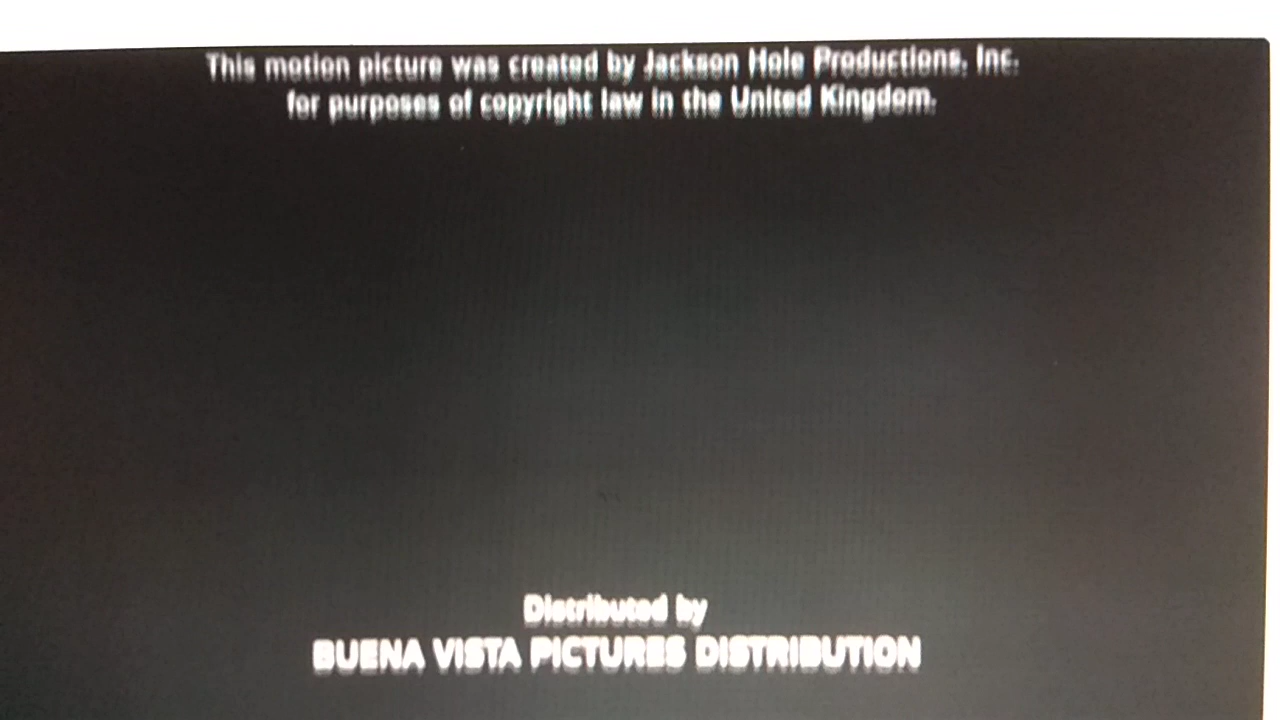 This motion picture was created by Jackson Hole Productions, Inc.
for purposes of copyright law in the United Kingdom.
Distributed by
BUENA VISTA PICTURES DISTRIBUTION